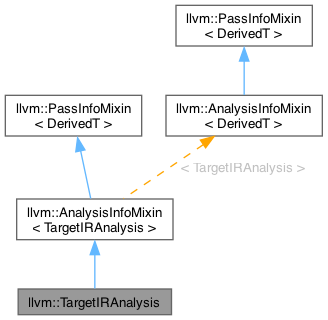 llvm::PassInfoMixin
< DerivedT >
llvm::PassInfoMixin
< DerivedT >
llvm::AnalysisInfoMixin
< DerivedT >
< TargetIRAnalysis >
llvm::AnalysisInfoMixin
< TargetIRAnalysis >
llvm::TargetIRAnalysis